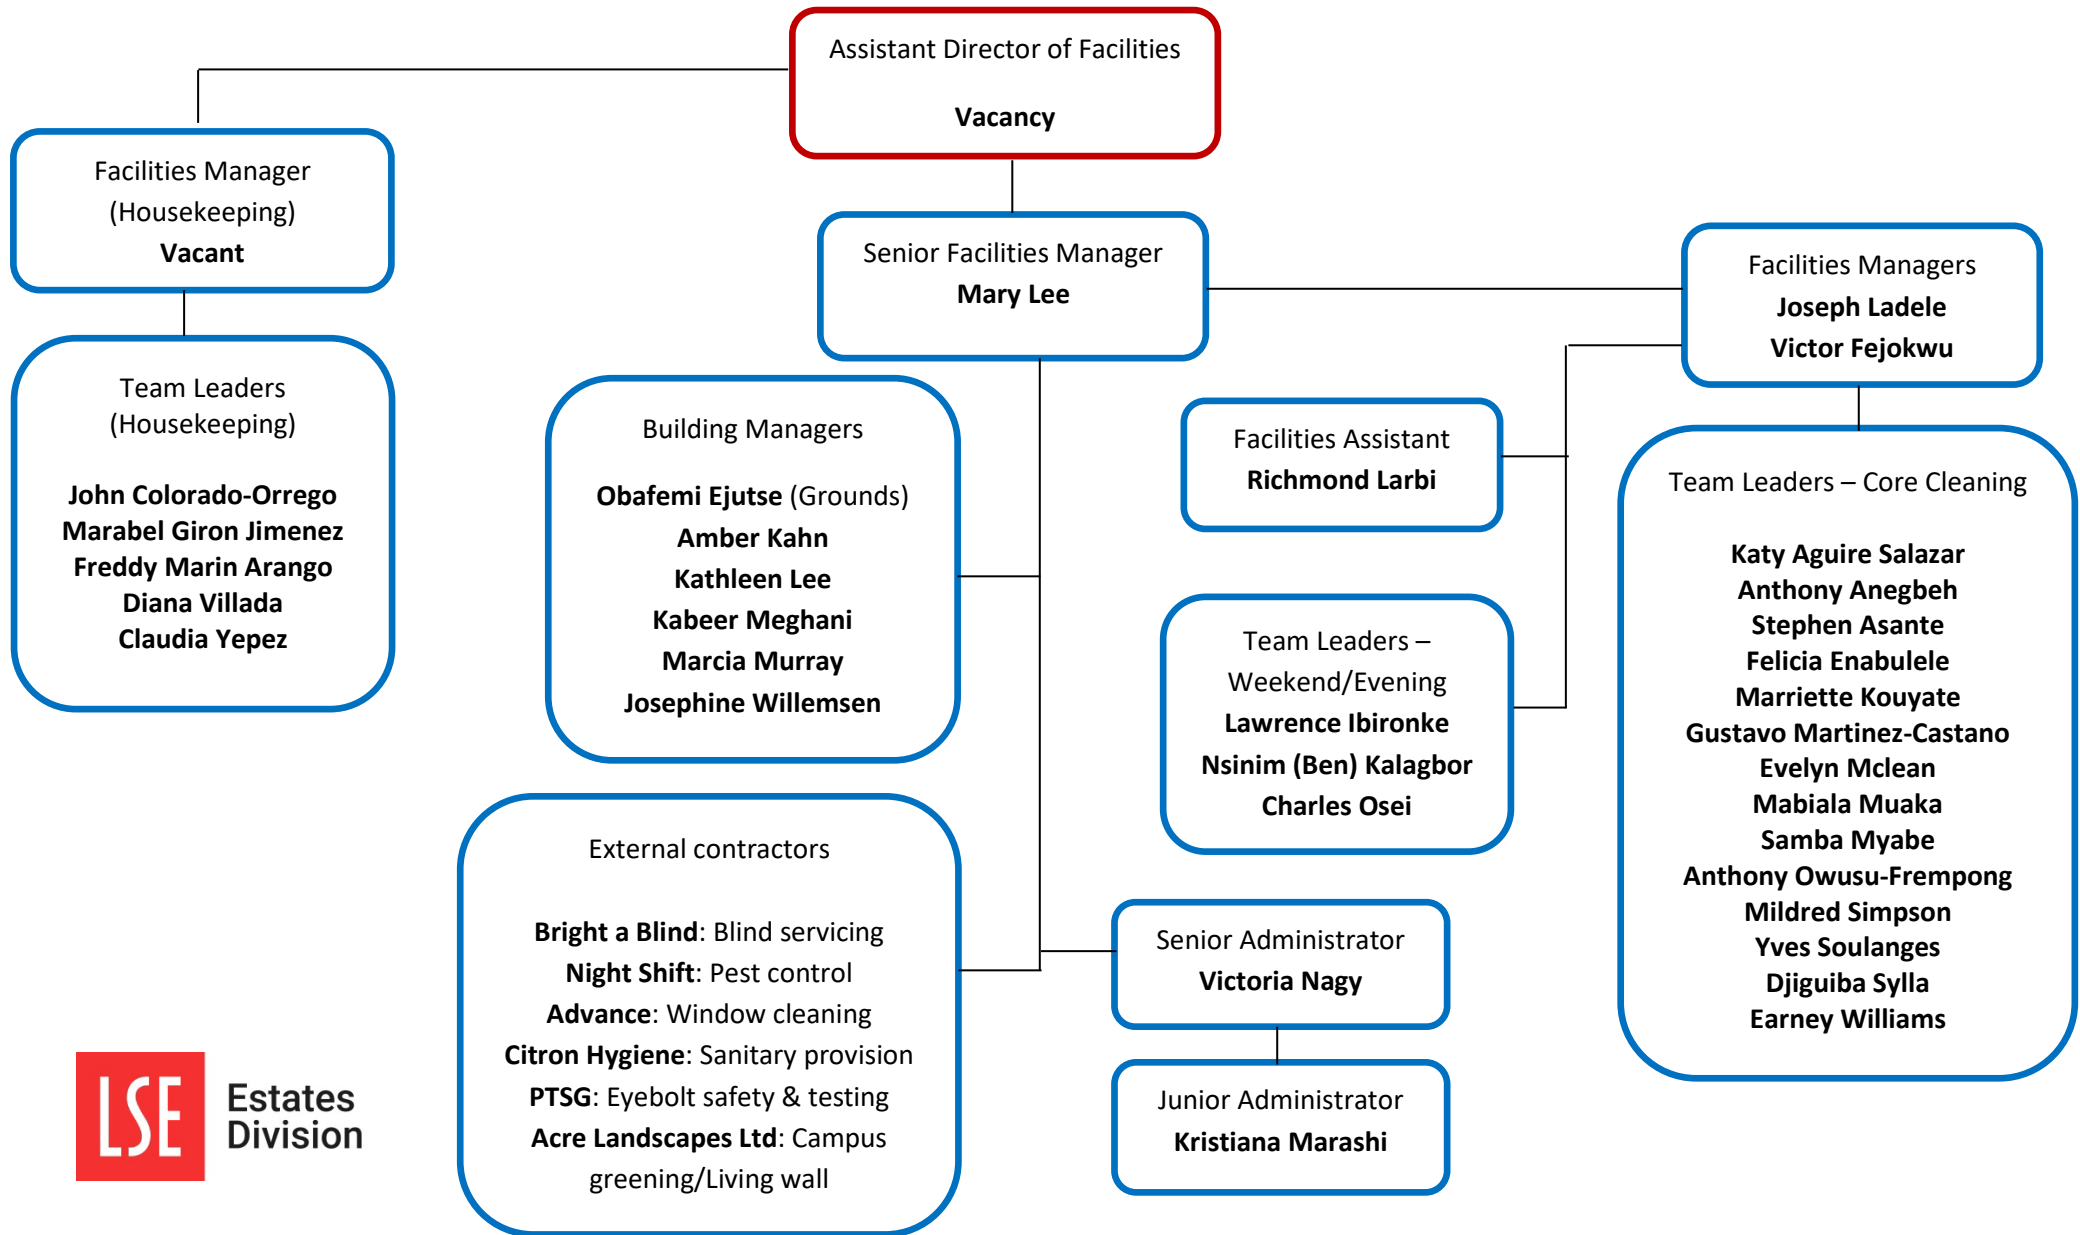 Assistant Director of Facilities
Vacancy
Facilities Manager
(Housekeeping)
Vacant
Senior Facilities Manager
Mary Lee
Facilities Managers
Joseph Ladele
Victor Fejokwu
Team Leaders
(Housekeeping)
John Colorado-Orrego
Marabel Giron Jimenez
Freddy Marin Arango
Diana Villada
Claudia Yepez
Building Managers
Obafemi Ejutse (Grounds)
Amber Kahn
Kathleen Lee
Kabeer Meghani
Marcia Murray
Josephine Willemsen
Facilities Assistant
Richmond Larbi
Team Leaders –
Weekend/Evening
Lawrence Ibironke
Nsinim (Ben) Kalagbor
Charles Osei
Team Leaders – Core Cleaning
Katy Aguire Salazar
Anthony Anegbeh
Stephen Asante
Felicia Enabulele
Marriette Kouyate
Gustavo Martinez-Castano
Evelyn Mclean
Mabiala Muaka
Samba Myabe
Anthony Owusu-Frempong
Mildred Simpson
Yves Soulanges
Djiguiba Sylla
Earney Williams
External contractors
Bright a Blind: Blind servicing
Night Shift: Pest control
Advance: Window cleaning
Citron Hygiene: Sanitary provision
PTSG: Eyebolt safety & testing
Acre Landscapes Ltd: Campus
greening/Living wall
Senior Administrator
Victoria Nagy
Junior Administrator
Kristiana Marashi
LSE
Estates
Division